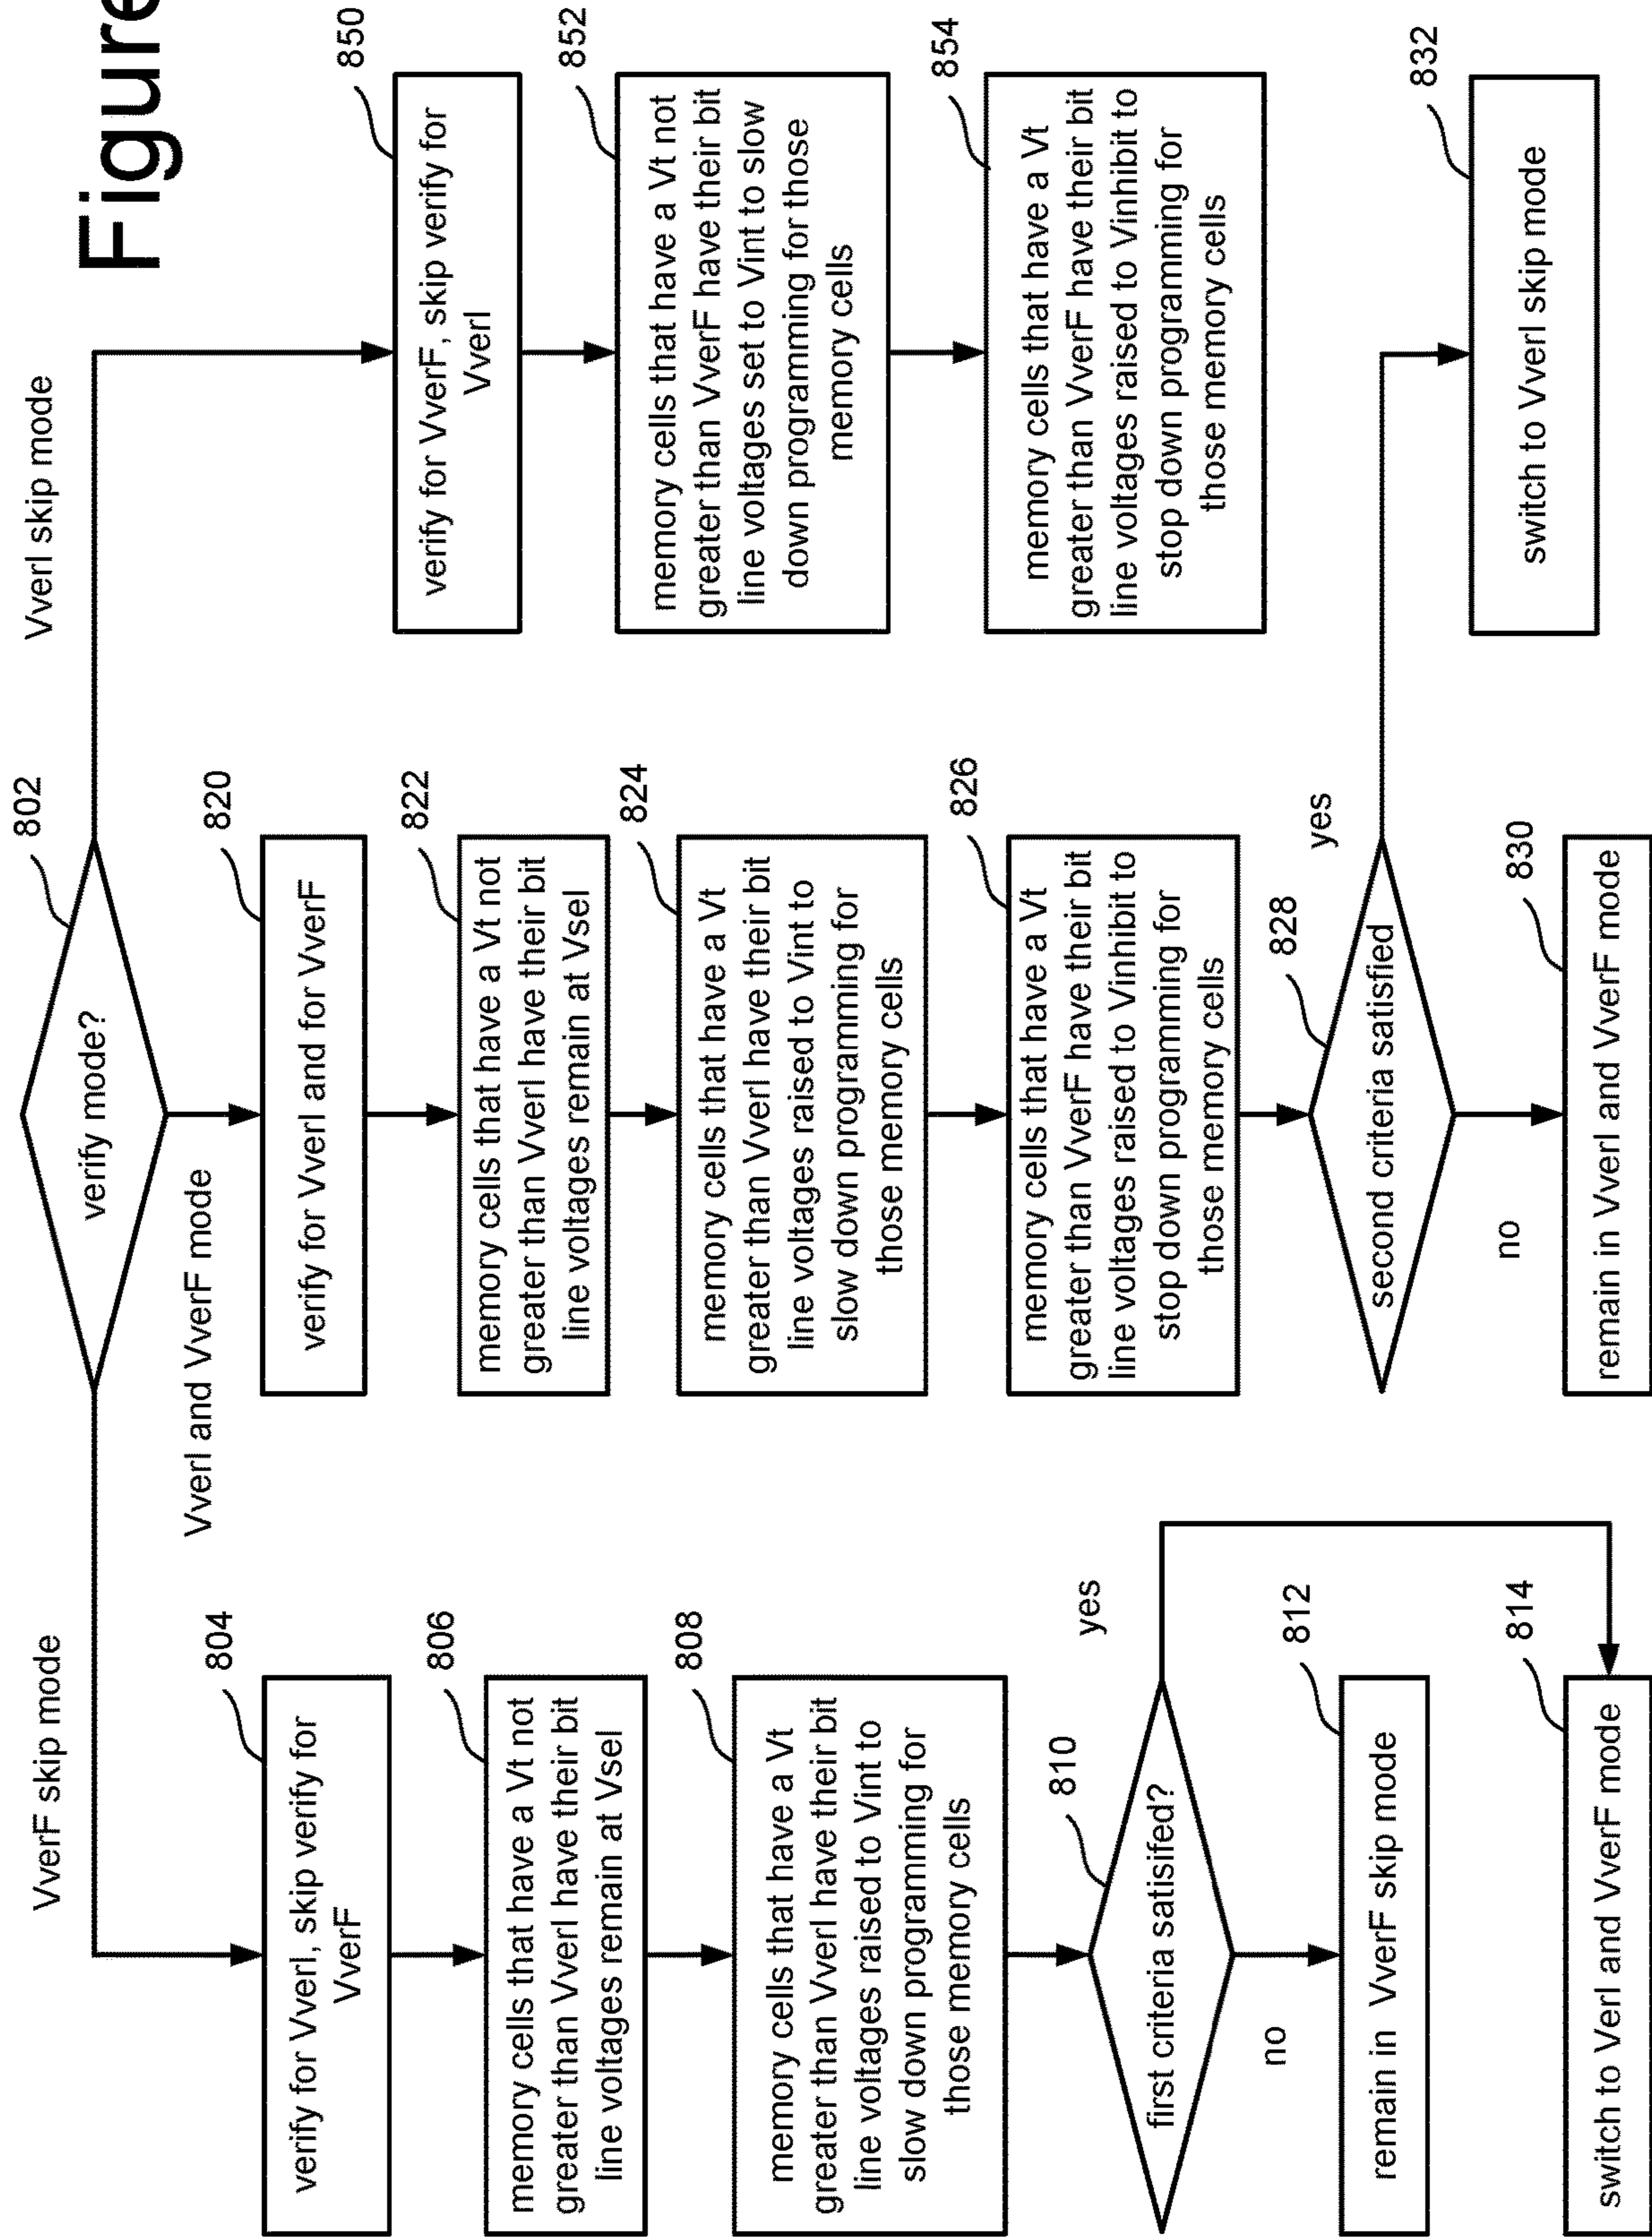 Figure
802
verify mode?
VverF skip mode
VverI and VverF mode
VverI skip mode
804
verify for VverI, skip verify for
VverF
806
memory cells that have a Vt not
greater than VverI have their bit
line voltages remain at Vsel
808
memory cells that have a Vt
greater than VverI have their bit
line voltages raised to Vint to
slow down programming for
those memory cells
810
first criteria satisifed?
yes
no
812
remain in VverF skip mode
814
switch to VerI and VverF mode
820
verify for VverI and for VverF
822
memory cells that have a Vt not
greater than VverI have their bit
line voltages remain at Vsel
824
memory cells that have a Vt
greater than VverI have their bit
line voltages raised to Vint to
slow down programming for
those memory cells
826
memory cells that have a Vt
greater than VverF have their bit
line voltages raised to Vinhibit to
stop down programming for
those memory cells
828
second criteria satisfied
yes
no
830
remain in VverI and VverF mode
832
switch to VverI skip mode
850
verify for VverF, skip verify for
VverI
852
memory cells that have a Vt not
greater than VverF have their bit
line voltages set to Vint to slow
down programming for those
memory cells
854
memory cells that have a Vt
greater than VverF have their bit
line voltages raised to Vinhibit to
stop down programming for
those memory cells